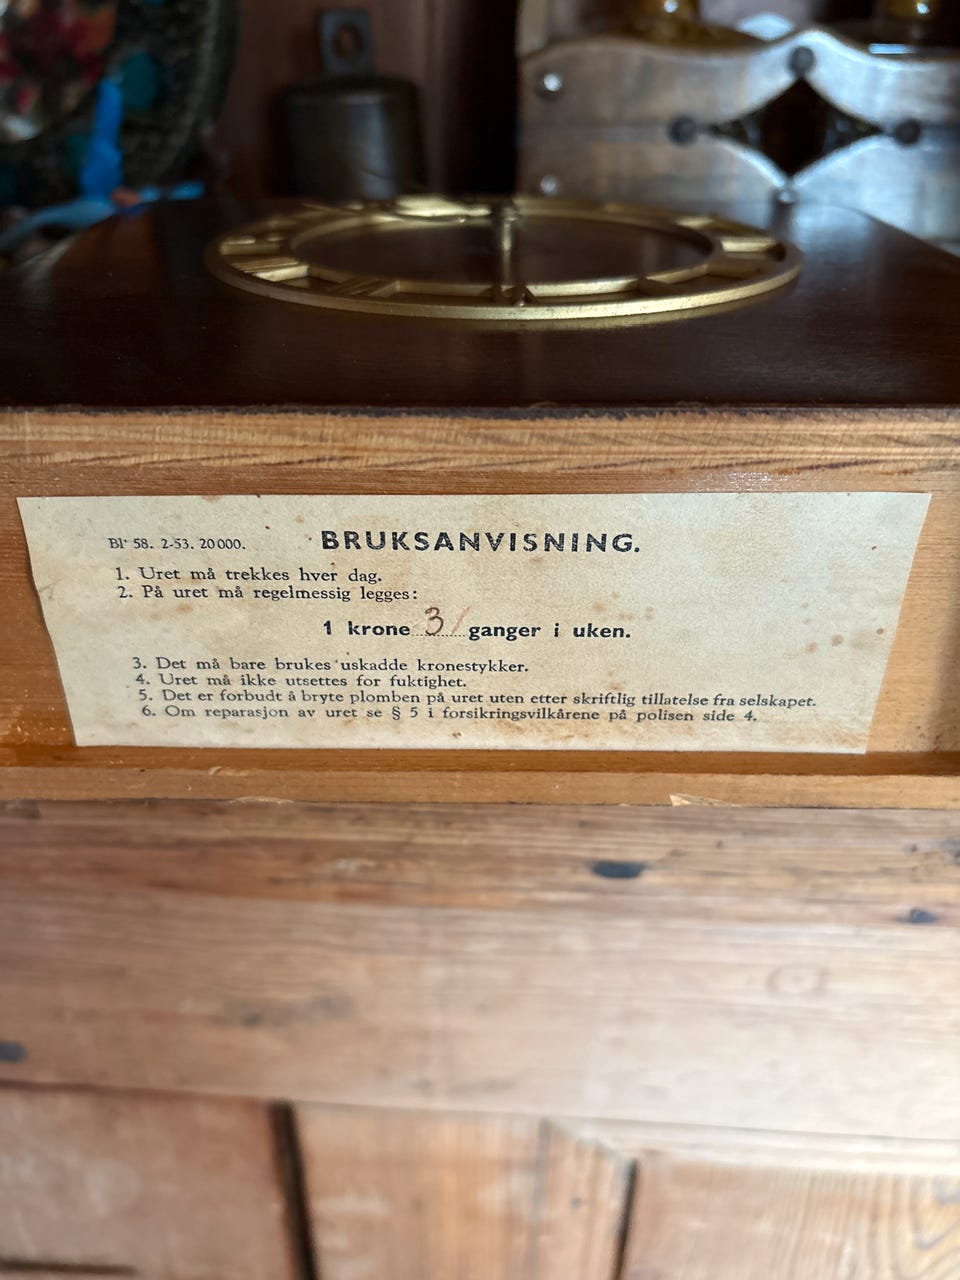 Bl· 58. 2-53. 20000. BRUKSANVISNING.
1. Uret må trekkes hver dag.
2. På uret må regelmessig legges:
1 krone 3 ganger i uken.
3. Det må bare brukes uskadde kronestykker.
4. Uret må ikke utsettes for fuktighet.
5. Det er forbudt å bryte plomben på uret uten etter skriftlig tillatelse fra selskapet.
6. Om reparasjon av uret se § 5 i forsikringsvilkårene på polisen side 4.